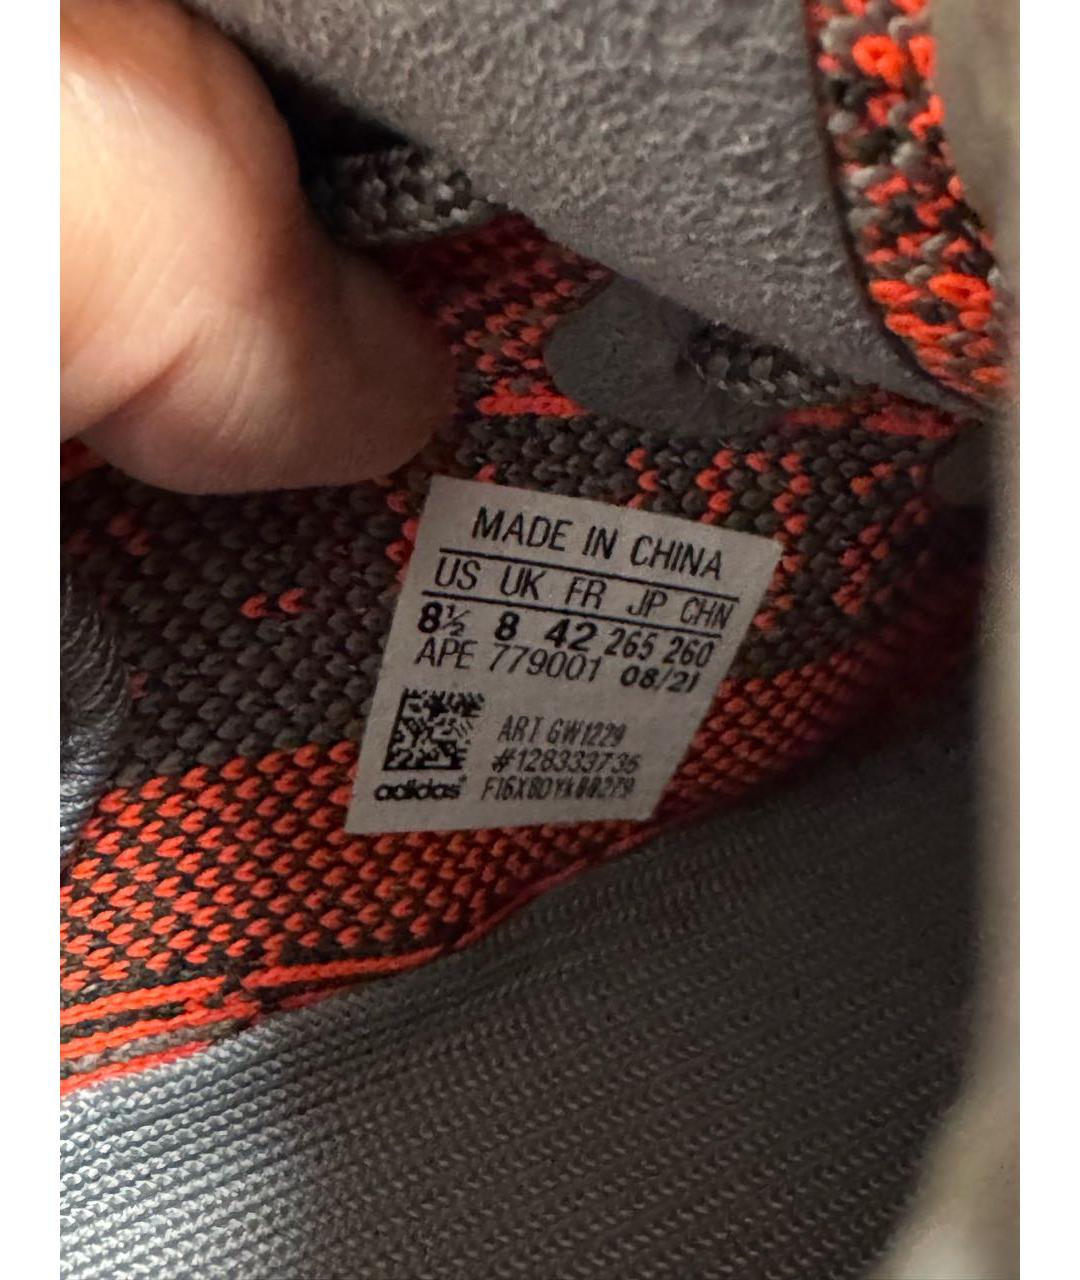 MADE IN CHINA
US UK FR JP CHN
8½ 8 42 265 260
APE 779001 08/21
ART GW1229
#128333735
adidas